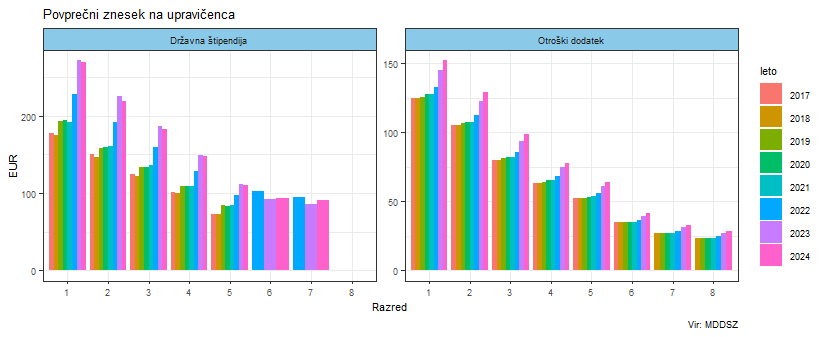 Povprečni znesek na upravičenca
Državna štipendija
Otroški dodatek
EUR
200
100
0
150
100
50
0
1 2 3 4 5 6 7 8
1 2 3 4 5 6 7 8
Razred
leto
2017
2018
2019
2020
2021
2022
2023
2024
Vir: MDDSZ